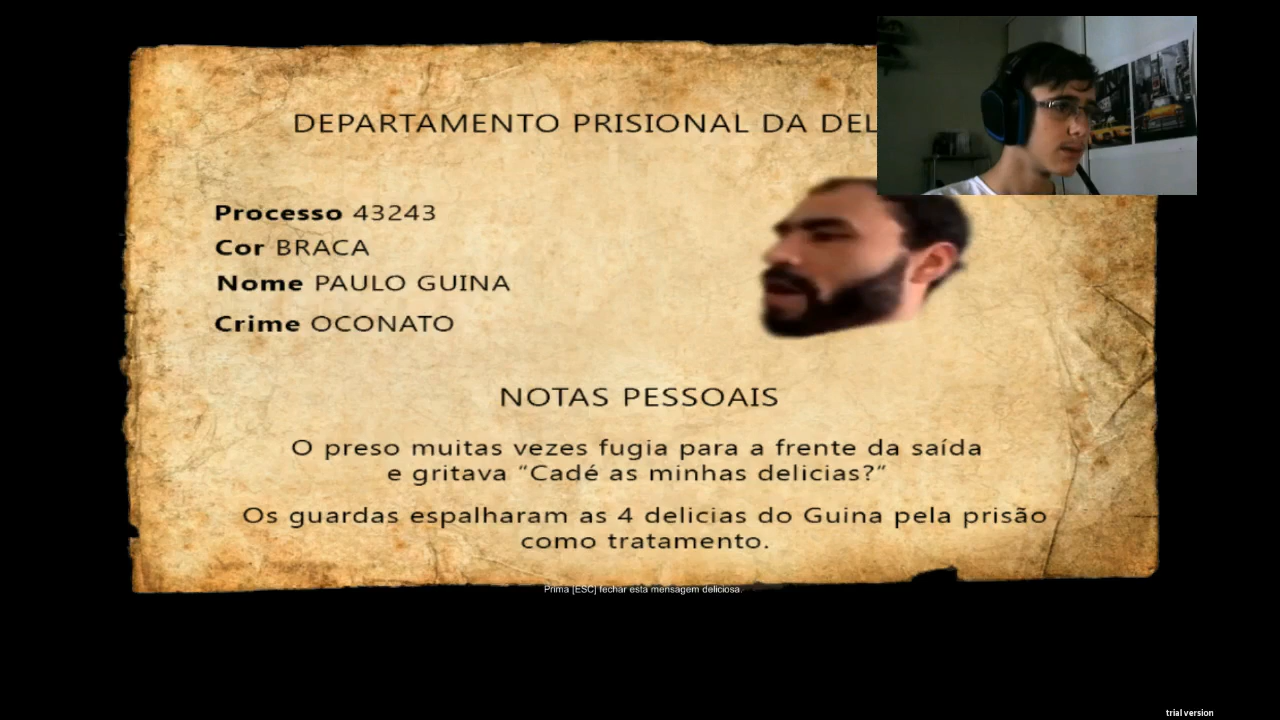 DEPARTAMENTO PRISIONAL DA DEL
Processo 43243
Cor BRACA
Nome PAULO GUINA
Crime OCONATO
NOTAS PESSOAIS
O preso muitas vezes fugia para a frente da saída
e gritava “Cadé as minhas delicias?”
Os guardas espalharam as 4 delicias do Guina pela prisão
como tratamento.
Prima [ESC] fechar esta mensagem deliciosa.
trial version